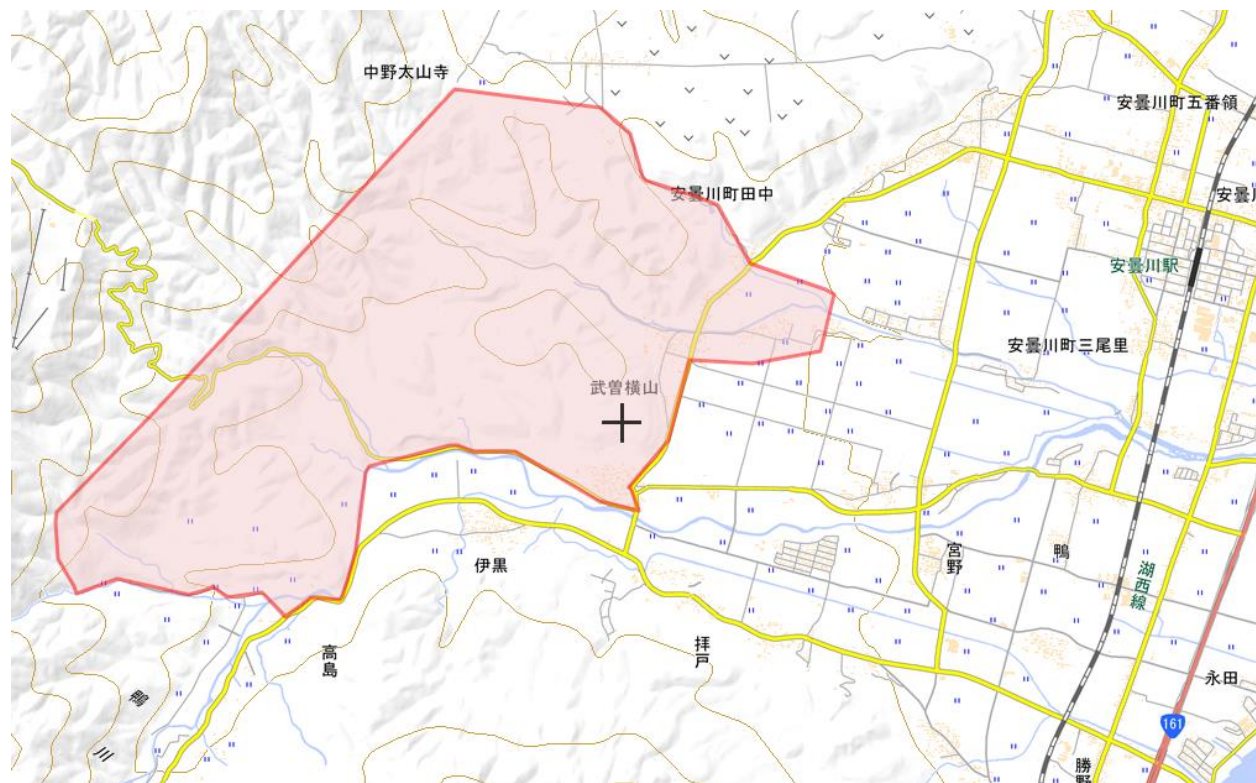 中野太山寺
安曇川町五番領
安曇川町田中
安曇川
安曇川駅
安曇川町三尾里
武曽横山
伊黒
宮野
鴨
湖西線
高島
拝戸
永田
鴨川
161
勝野